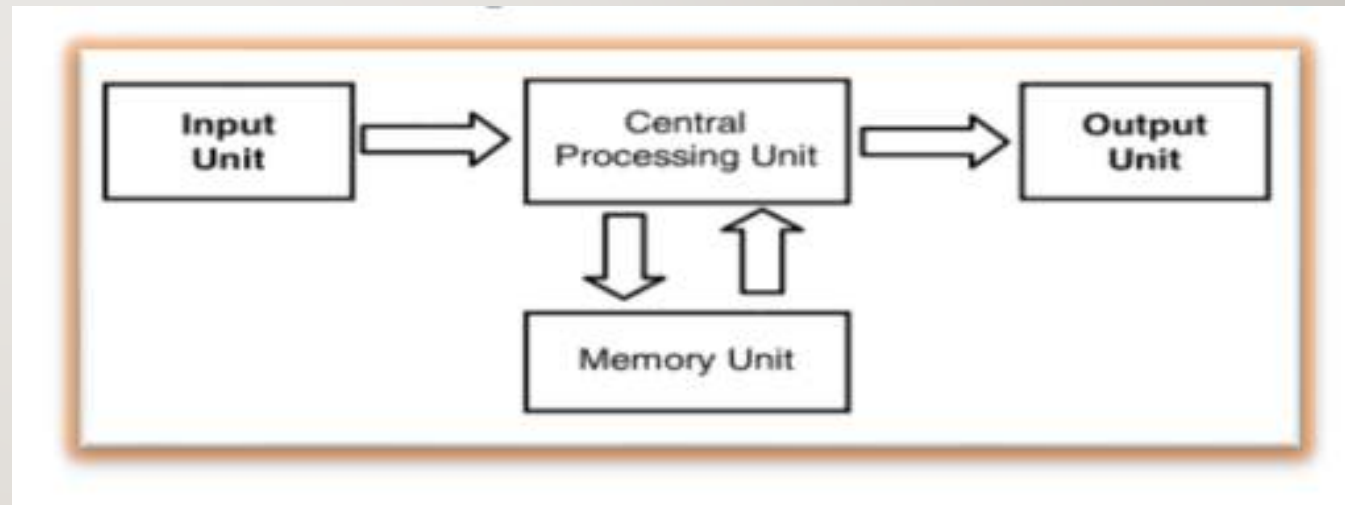 Input
Unit
Central
Processing Unit
Output
Unit
Memory Unit